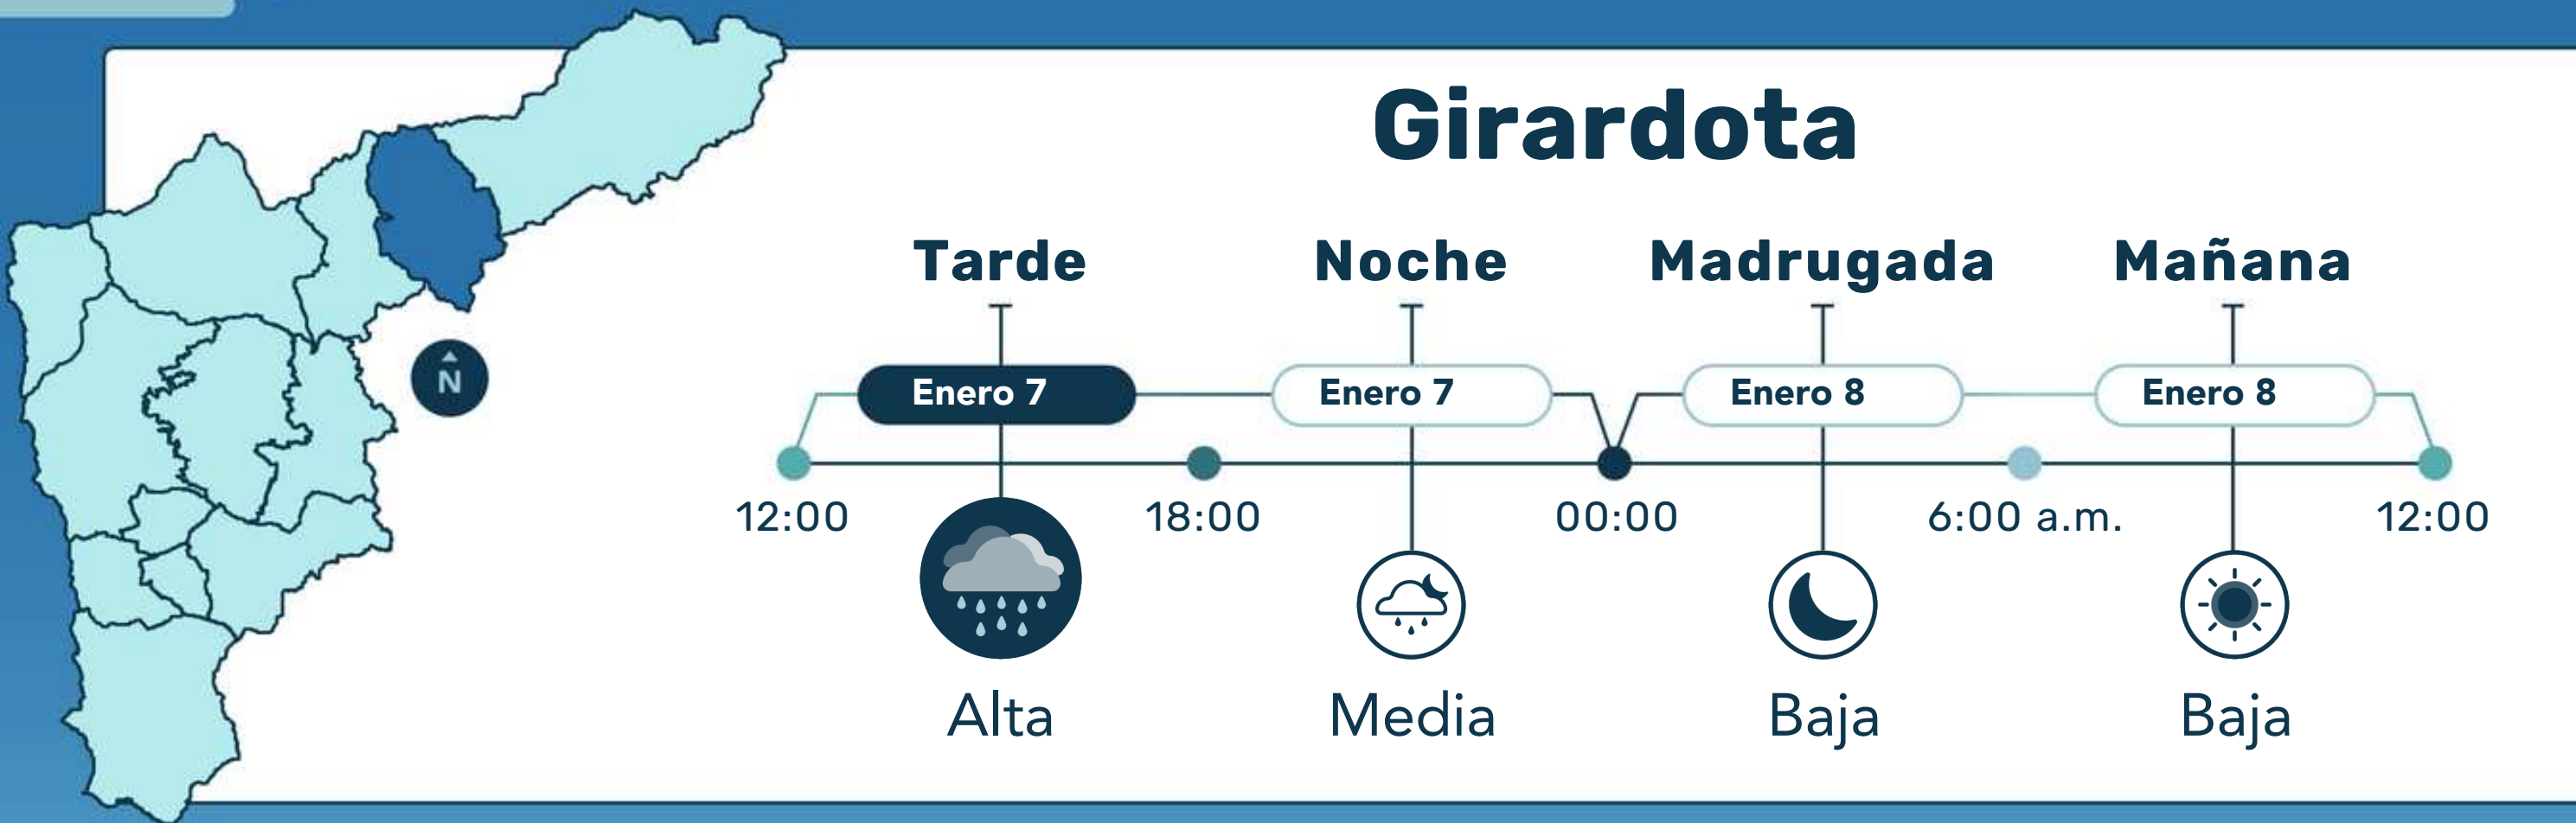 Girardota
Tarde
Noche
Madrugada
Mañana
Enero 7
Enero 7
Enero 8
Enero 8
N
12:00
18:00
00:00
6:00 a.m.
12:00
Alta
Media
Baja
Baja